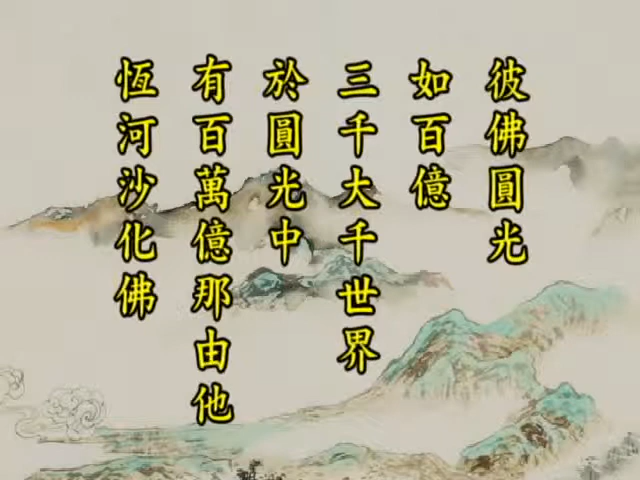 彼佛圓光
如百億
三千大千世界
於圓光中
有百萬億那由他
恆河沙化佛